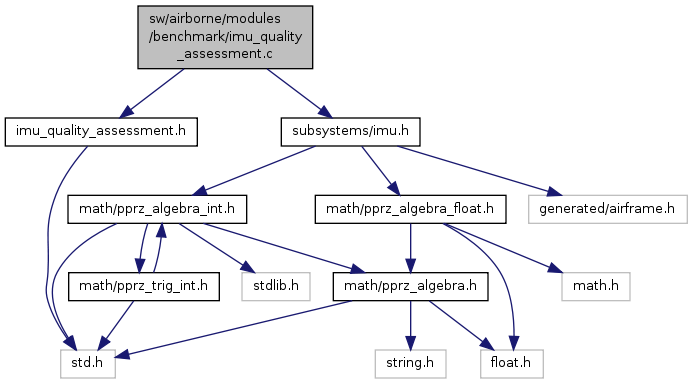 sw/airborne/modules
/benchmark/imu_quality
_assessment.c
imu_quality_assessment.h
subsystems/imu.h
math/pprz_algebra_int.h
math/pprz_algebra_float.h
generated/airframe.h
math/pprz_trig_int.h
stdlib.h
math/pprz_algebra.h
math.h
std.h
string.h
float.h